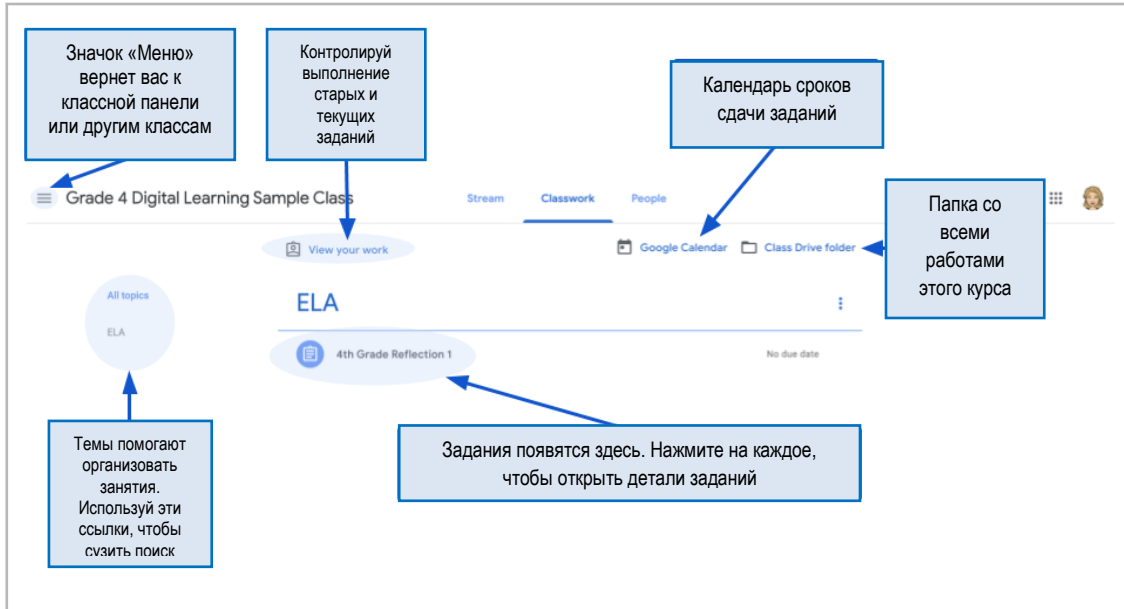 Значок «Меню»
вернет вас к
классной панели
или другим классам
Контролируй
выполнение
старых и
текущих
заданий
Календарь сроков
сдачи заданий
Grade 4 Digital Learning Sample Class
Stream
Classwork
People
Папка со
всеми
работами
этого курса
View your work
Google Calendar
Class Drive folder
All topics
ELA
ELA
4th Grade Reflection 1
No due date
Темы помогают
организовать
занятия.
Используй эти
ссылки, чтобы
сузить поиск
Задания появятся здесь. Нажмите на каждое,
чтобы открыть детали заданий